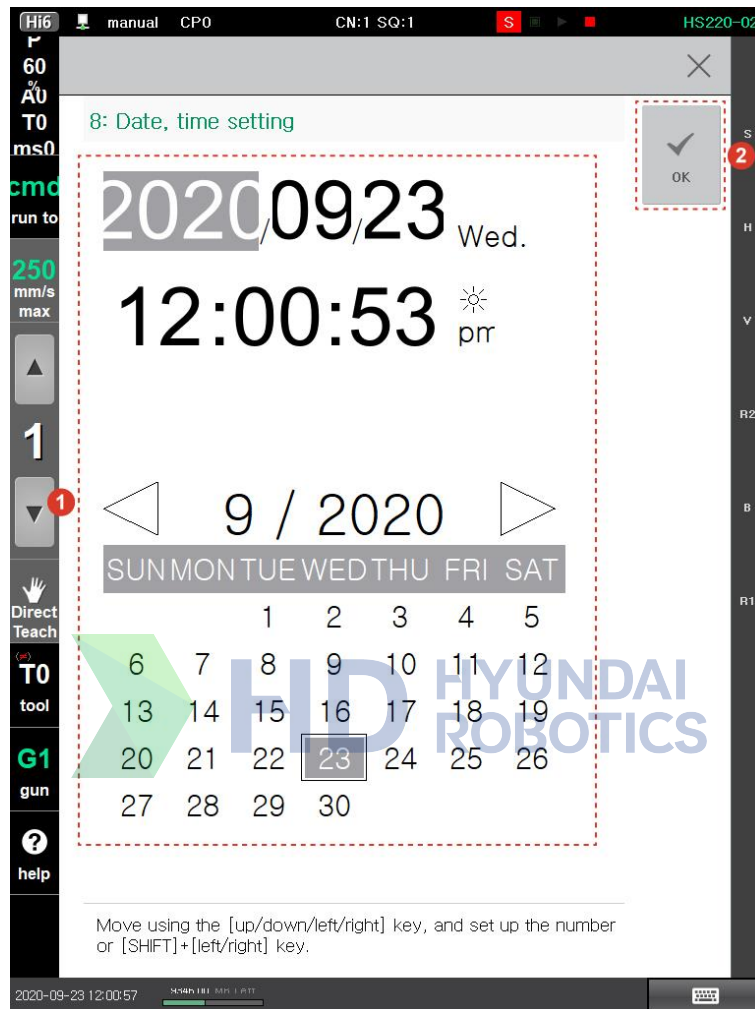 Hi6 manual CP0 CN:1 SQ:1 S HS220-02
P
60
%
AU
T0
ms0
cmd
run to
250
mm/s
max
1
Direct
Teach
(≠)
T0
tool
G1
gun
?
help
8: Date, time setting
OK
2
2020/09/23 Wed.
12:00:53 pm
1
9 / 2020
SUN MON TUE WED THU FRI SAT
1 2 3 4 5
6 7 8 9 10 11 12
13 14 15 16 17 18 19
20 21 22 23 24 25 26
27 28 29 30
HD HYUNDAI
ROBOTICS
S
H
V
R2
B
R1
Move using the [up/down/left/right] key, and set up the number
or [SHIFT]+[left/right] key.
2020-09-23 12:00:57